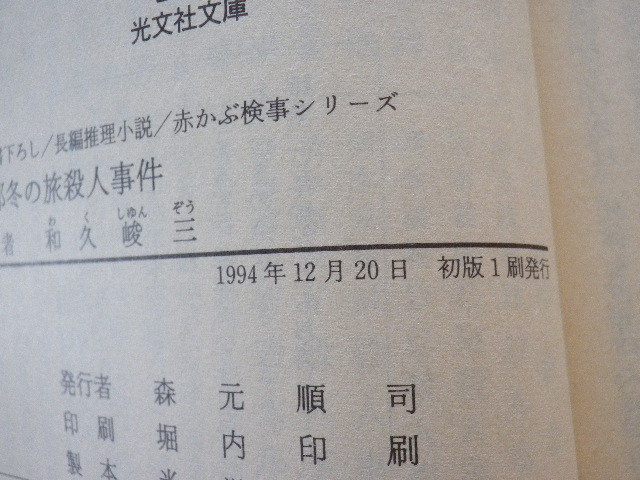 光文社文庫
下ろし/長編推理小説/赤かぶ検事シリーズ
冬の旅殺人事件
わ く しゅん ぞう
者 和久峻三
1994年12月20日 初版1刷発行
発行者 森元順司
印刷 堀内印刷
製本